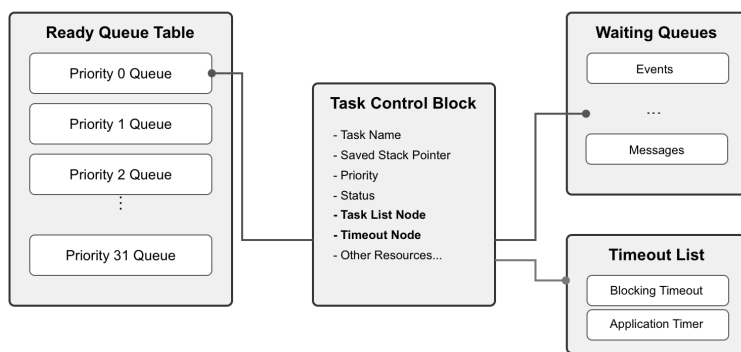 Ready Queue Table
Priority 0 Queue
Priority 1 Queue
Priority 2 Queue
⋮
Priority 31 Queue
Task Control Block
- Task Name
- Saved Stack Pointer
- Priority
- Status
- Task List Node
- Timeout Node
- Other Resources...
Waiting Queues
Events
...
Messages
Timeout List
Blocking Timeout
Application Timer